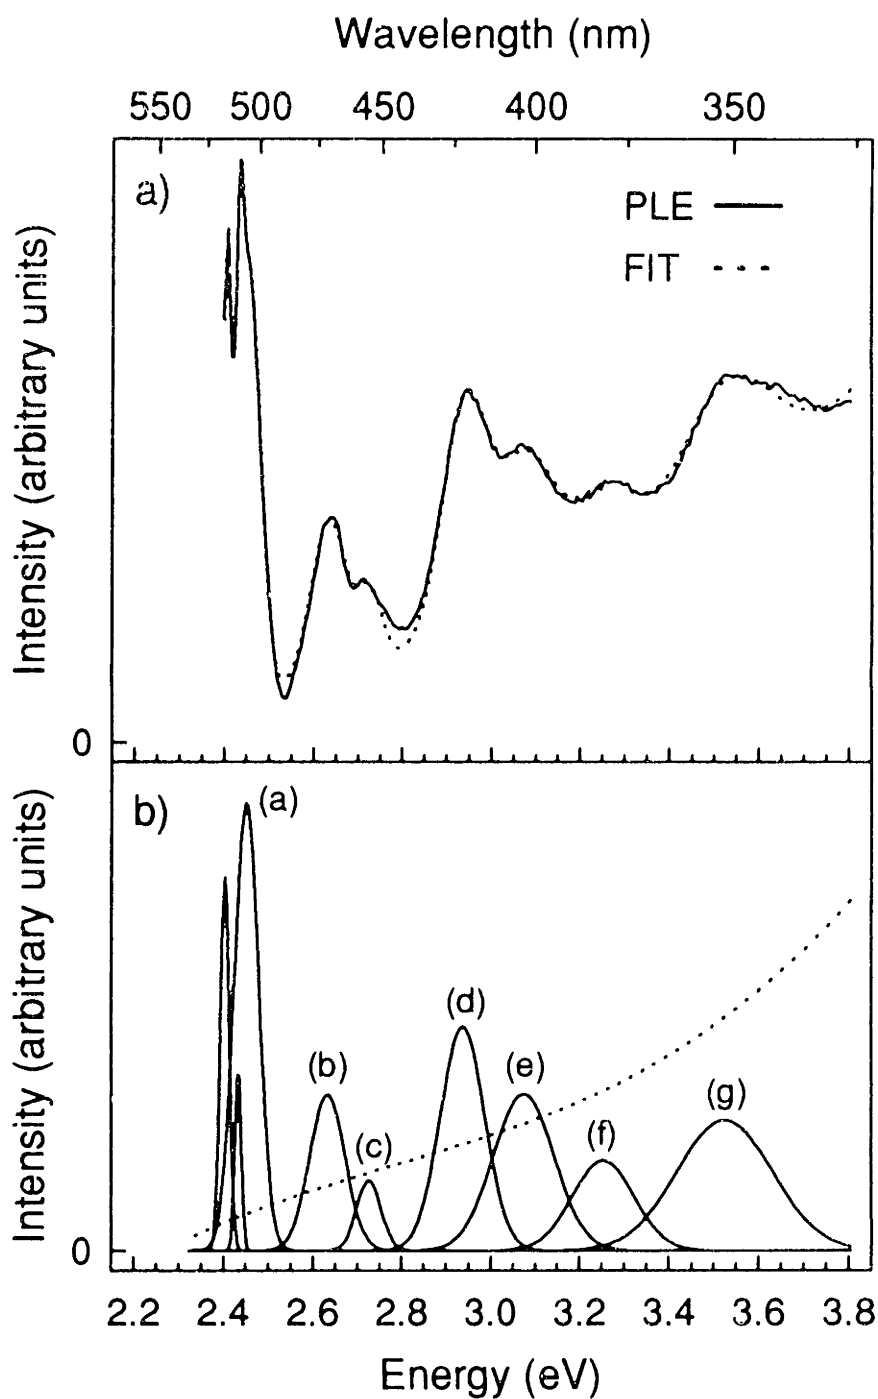 Wavelength (nm)
550 500 450 400 350
a)
PLE
FIT
Intensity (arbitrary units)
0
b)
(a)
(b)
(c)
(d)
(e)
(f)
(g)
Intensity (arbitrary units)
0
2.2 2.4 2.6 2.8 3.0 3.2 3.4 3.6 3.8
Energy (eV)